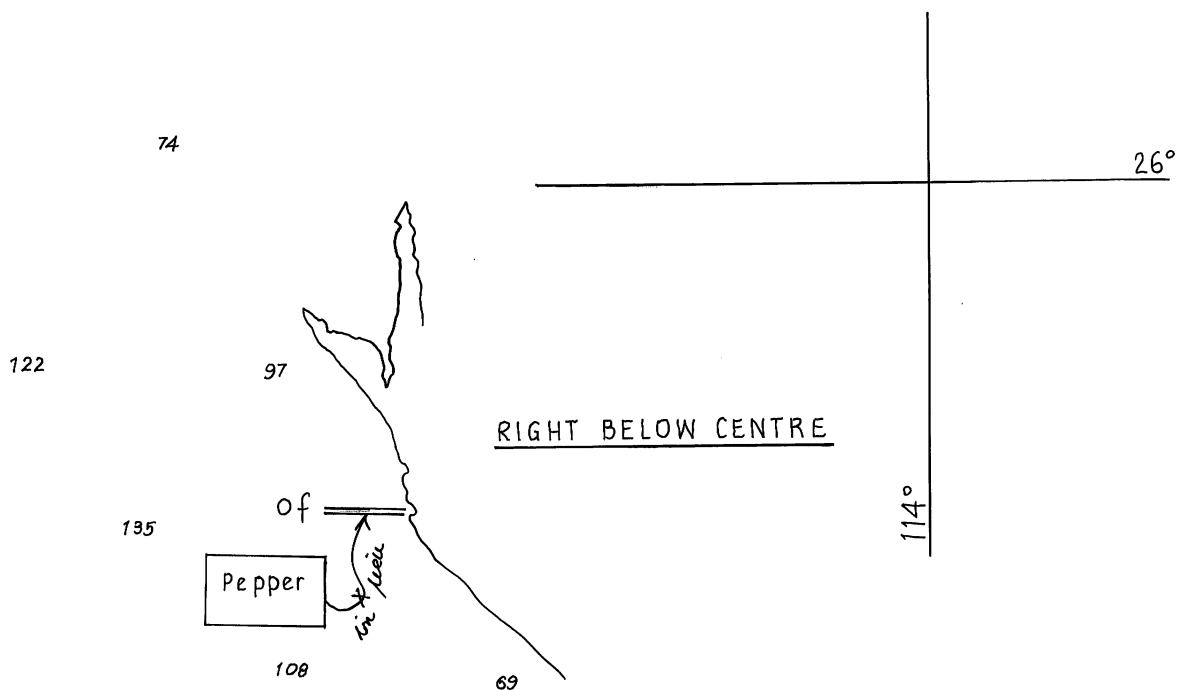 74
26°
122
97
RIGHT BELOW CENTRE
114°
Of
135
Pepper
in lieu
108
69